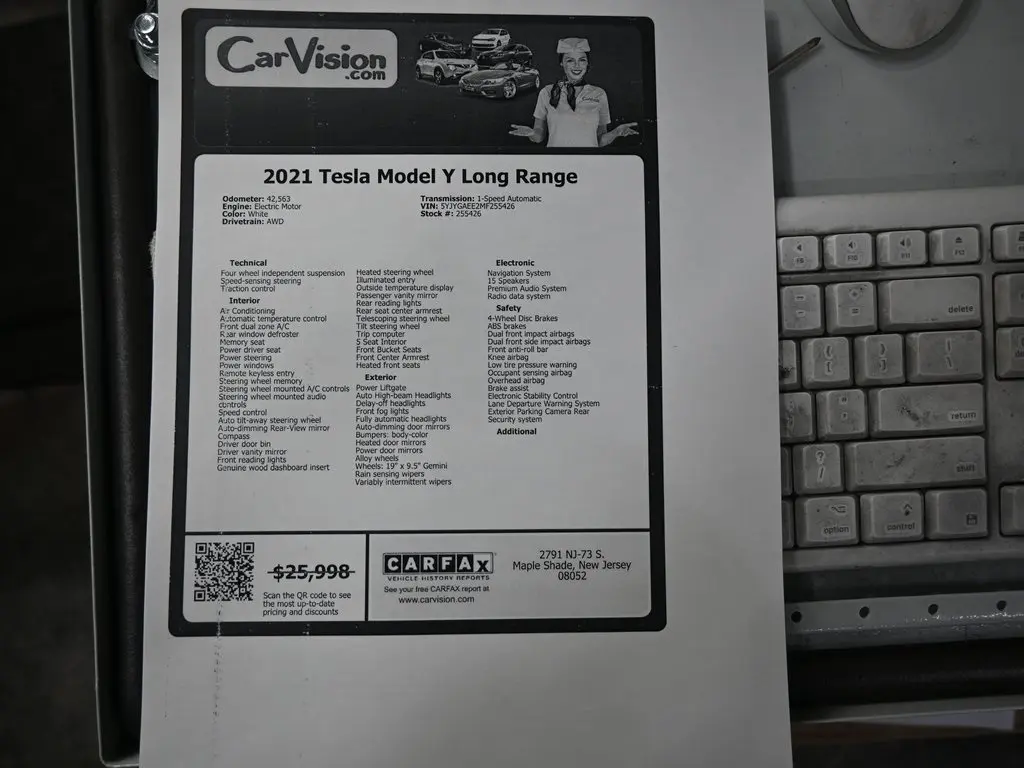 CarVision
.com
2021 Tesla Model Y Long Range
Odometer: 42,563
Engine: Electric Motor
Color: White
Drivetrain: AWD
Transmission: 1-Speed Automatic
VIN: 5YJYGAEE2MF255426
Stock #: 255426
Technical
Four wheel independent suspension
Speed-sensing steering
Traction control
Interior
Air Conditioning
Automatic temperature control
Front dual zone A/C
Rear window defroster
Memory seat
Power driver seat
Power steering
Power windows
Remote keyless entry
Steering wheel memory
Steering wheel mounted A/C controls
Steering wheel mounted audio
controls
Speed control
Auto tilt-away steering wheel
Auto-dimming Rear-View mirror
Compass
Driver door bin
Driver vanity mirror
Front reading lights
Genuine wood dashboard insert
Heated steering wheel
Illuminated entry
Outside temperature display
Passenger vanity mirror
Rear reading lights
Rear seat center armrest
Telescoping steering wheel
Tilt steering wheel
Trip computer
5 Seat Interior
Front Bucket Seats
Front Center Armrest
Heated front seats
Exterior
Power Liftgate
Auto High-beam Headlights
Delay-off headlights
Front fog lights
Fully automatic headlights
Auto-dimming door mirrors
Bumpers: body-color
Heated door mirrors
Power door mirrors
Alloy wheels
Wheels: 19" x 9.5" Gemini
Rain sensing wipers
Variably intermittent wipers
Electronic
Navigation System
15 Speakers
Premium Audio System
Radio data system
Safety
4-Wheel Disc Brakes
ABS brakes
Dual front impact airbags
Dual front side impact airbags
Front anti-roll bar
Knee airbag
Low tire pressure warning
Occupant sensing airbag
Overhead airbag
Brake assist
Electronic Stability Control
Lane Departure Warning System
Exterior Parking Camera Rear
Security system
Additional
$25,998
Scan the QR code to see
the most up-to-date
pricing and discounts
CARFAX
VEHICLE HISTORY REPORTS
See your free CARFAX report at
www.carvision.com
2791 NJ-73 S.
Maple Shade, New Jersey
08052
F10 F11 F12
delete
return
shift
option control